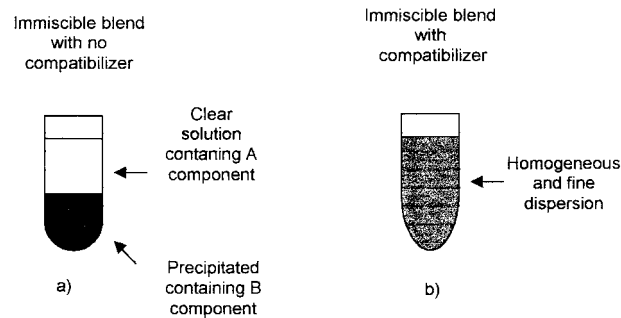 Immiscible blend
with no
compatibilizer
Clear
solution
contaning A
component
Precipitated
containing B
component
a)
Immiscible blend
with
compatibilizer
Homogeneous
and fine
dispersion
b)